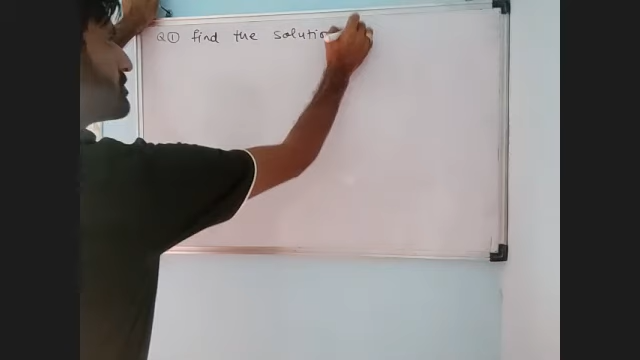 Q① find the solutio